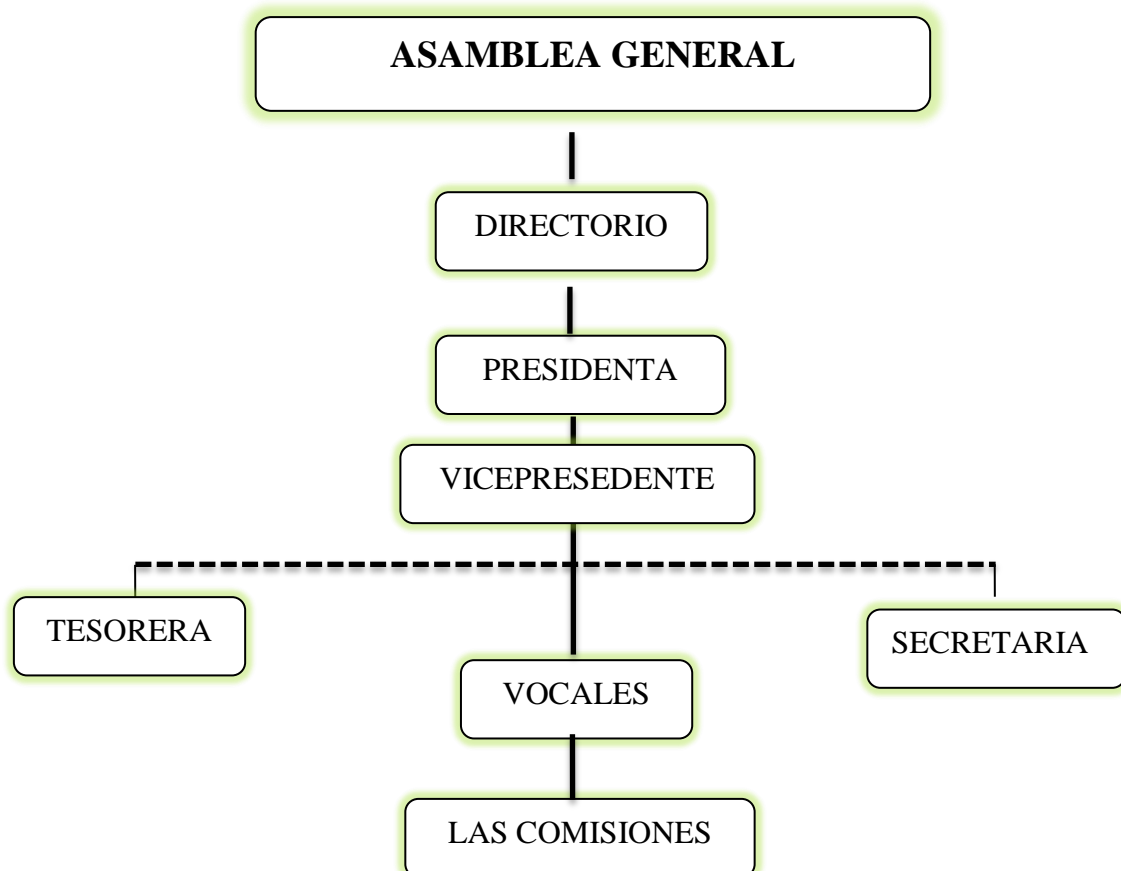 ASAMBLEA GENERAL
DIRECTORIO
PRESIDENTA
VICEPRESEDENTE
TESORERA
SECRETARIA
VOCALES
LAS COMISIONES